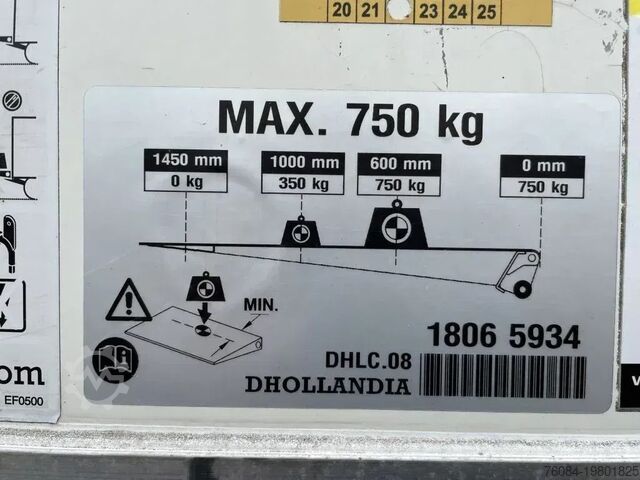 20 21 23 24 25
MAX. 750 kg
1450 mm 1000 mm 600 mm 0 mm
0 kg 350 kg 750 kg 750 kg
MIN.
1806 5934
DHLC.08
DHOLLANDIA
om
EF0500
76084-19801825